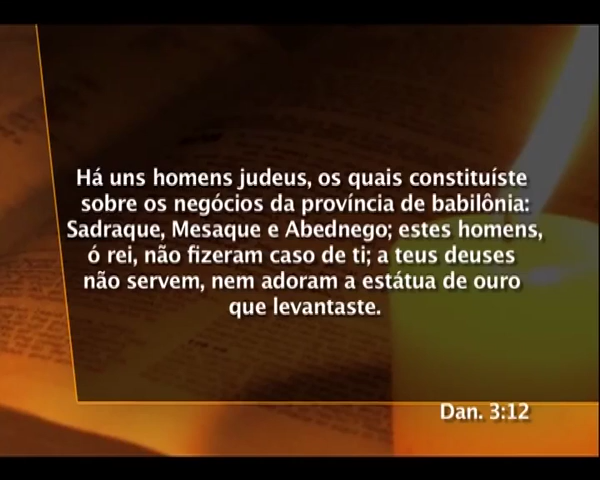 Há uns homens judeus, os quais constituíste
sobre os negócios da província de babilônia:
Sadraque, Mesaque e Abednego; estes homens,
ó rei, não fizeram caso de ti; a teus deuses
não servem, nem adoram a estátua de ouro
que levantaste.
Dan. 3:12